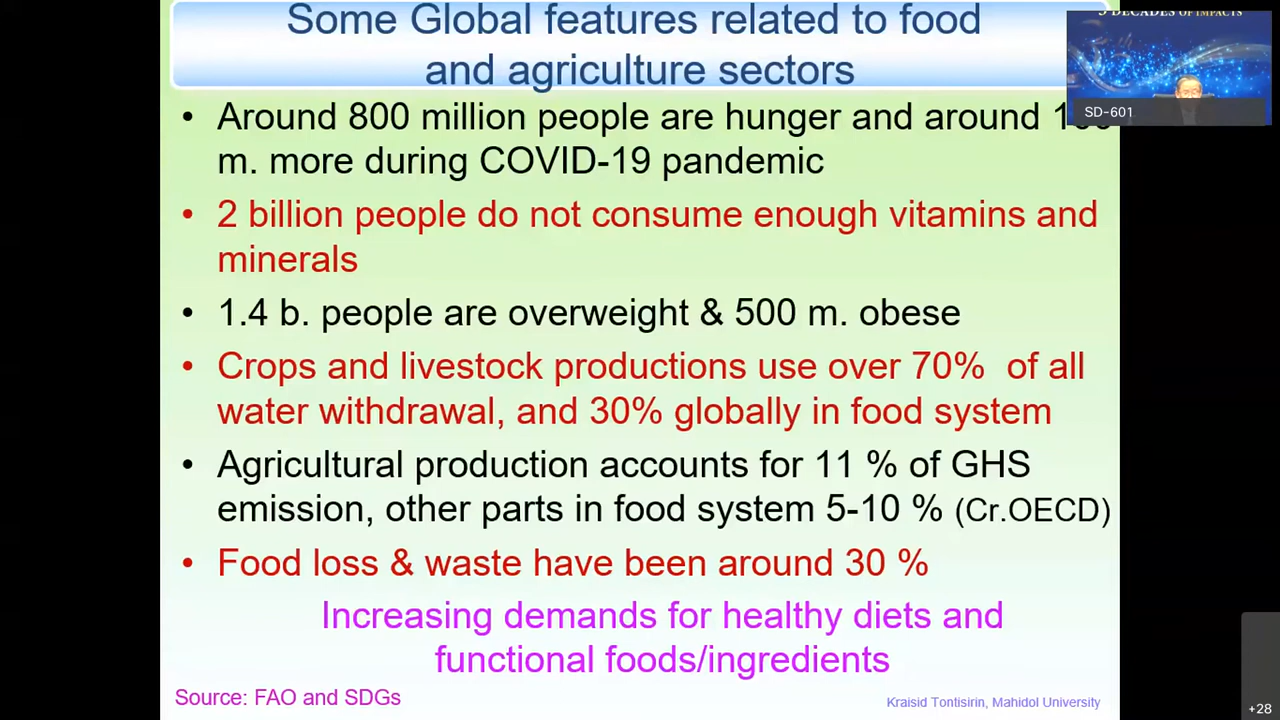 Some Global features related to food
and agriculture sectors
DECADES OF IMPACTS
SD-601
• Around 800 million people are hunger and around
m. more during COVID-19 pandemic
• 2 billion people do not consume enough vitamins and
minerals
• 1.4 b. people are overweight & 500 m. obese
• Crops and livestock productions use over 70% of all
water withdrawal, and 30% globally in food system
• Agricultural production accounts for 11 % of GHS
emission, other parts in food system 5-10 % (Cr.OECD)
• Food loss & waste have been around 30 %
Increasing demands for healthy diets and
functional foods/ingredients
Source: FAO and SDGs
Kraisid Tontisirin, Mahidol University
+28